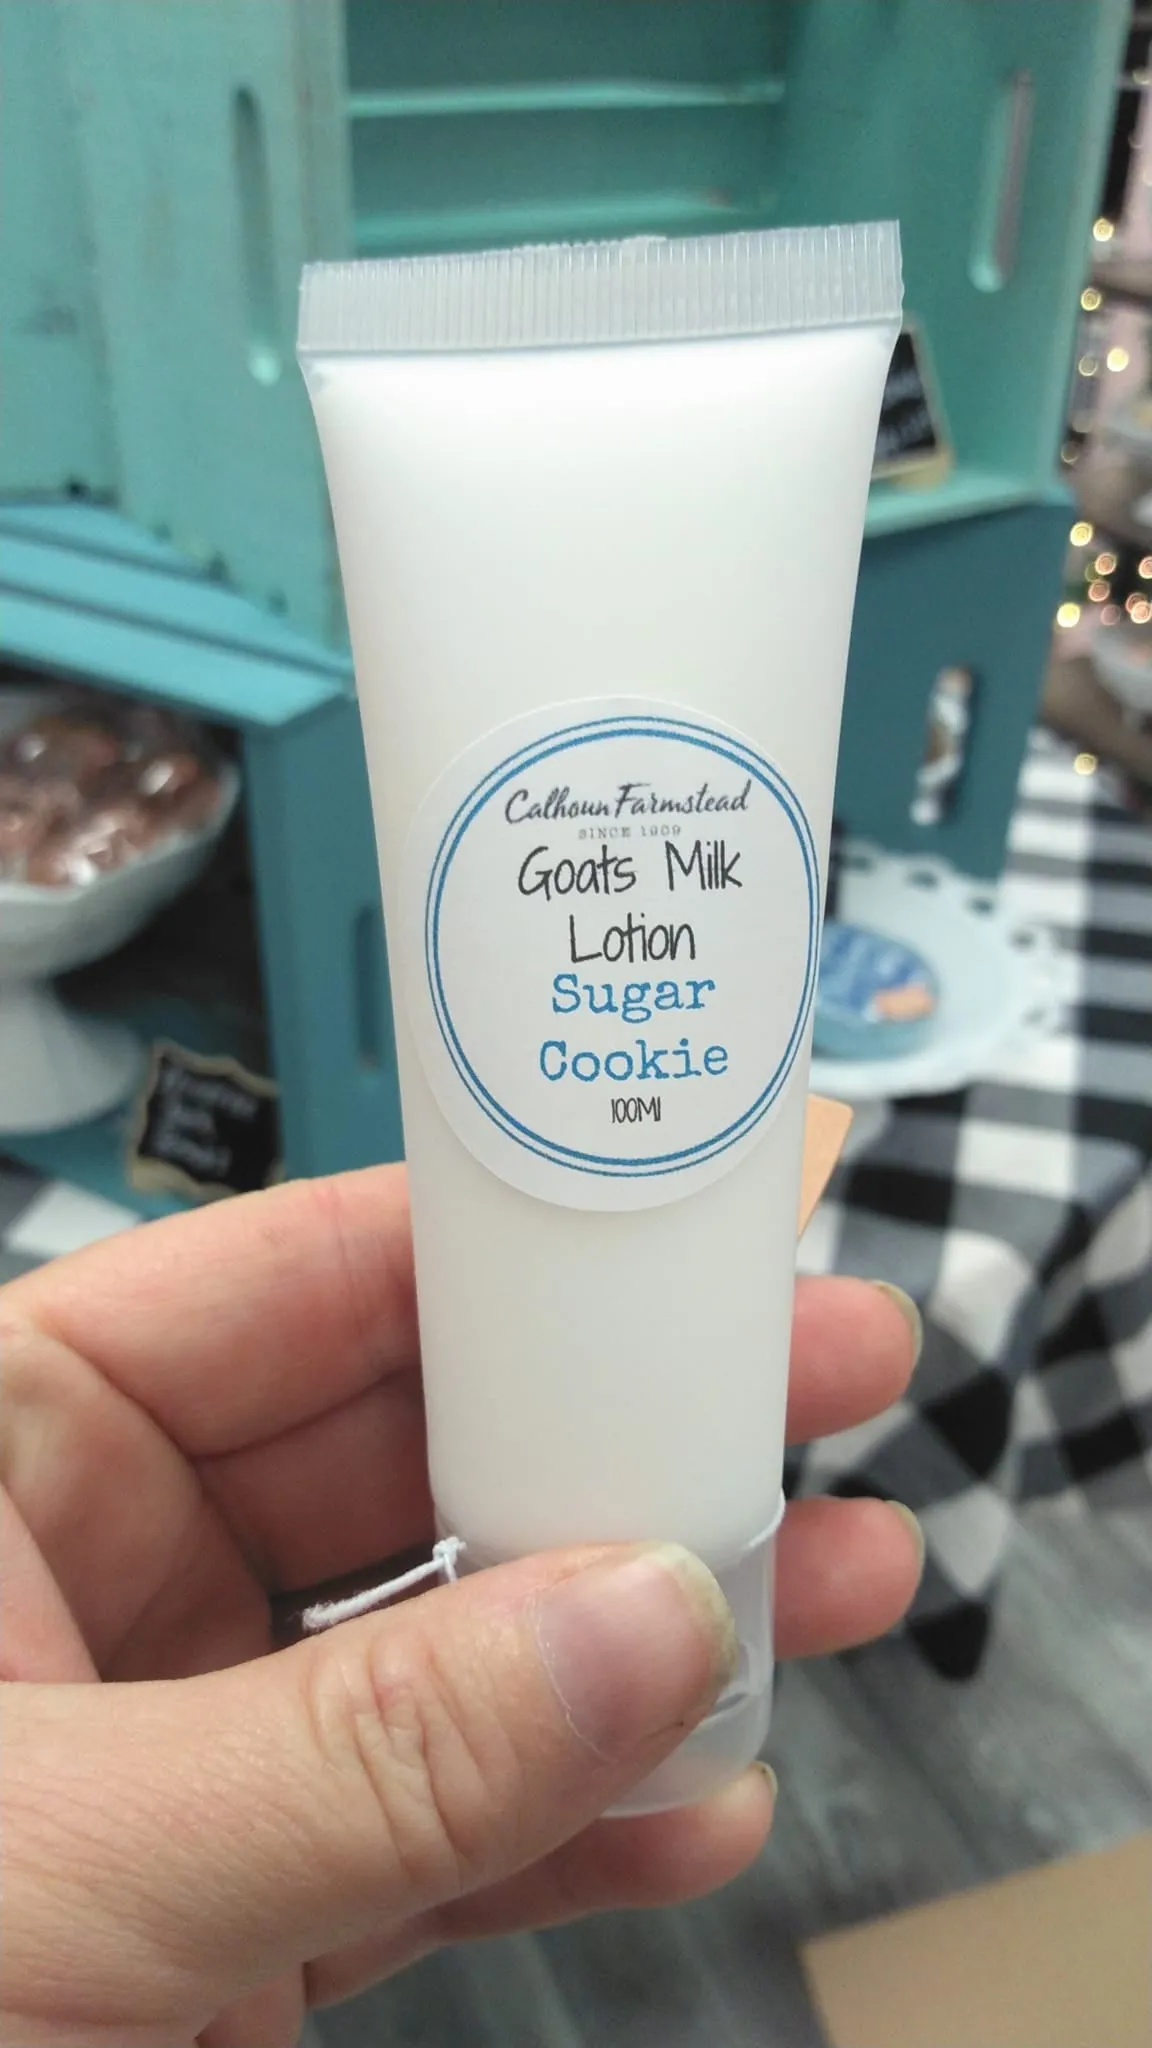 Calhoun Farmstead
SINCE 1909
Goats Milk
Lotion
Sugar
Cookie
100Ml